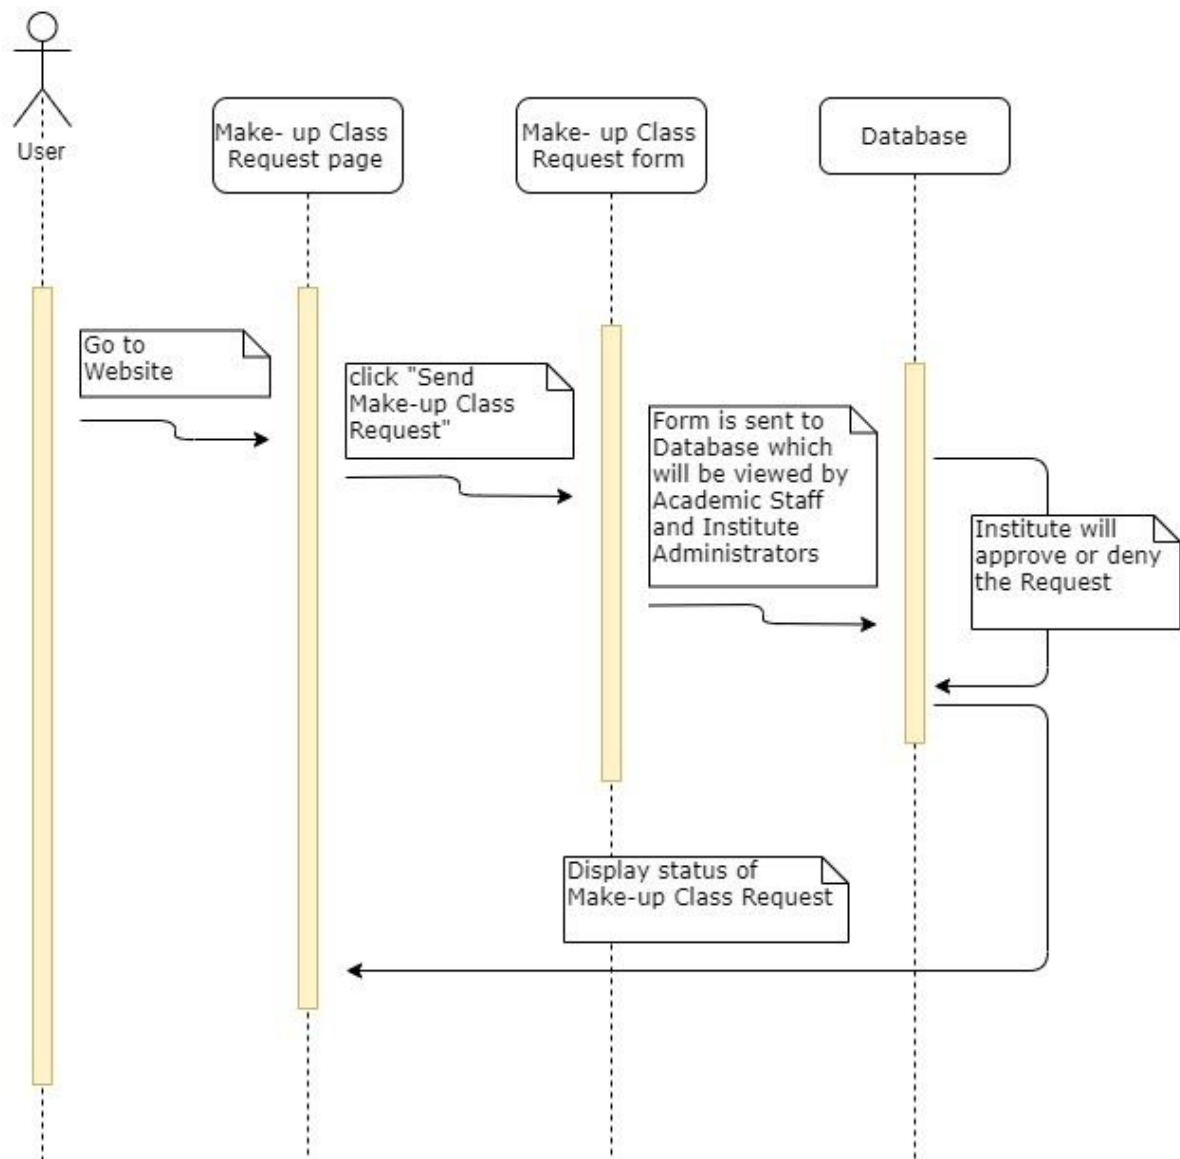 Make- up Class
Request page
Make- up Class
Request form
Database
User
Go to
Website
click "Send
Make-up Class
Request"
Form is sent to
Database which
will be viewed by
Academic Staff
and Institute
Administrators
Institute will
approve or deny
the Request
Display status of
Make-up Class Request